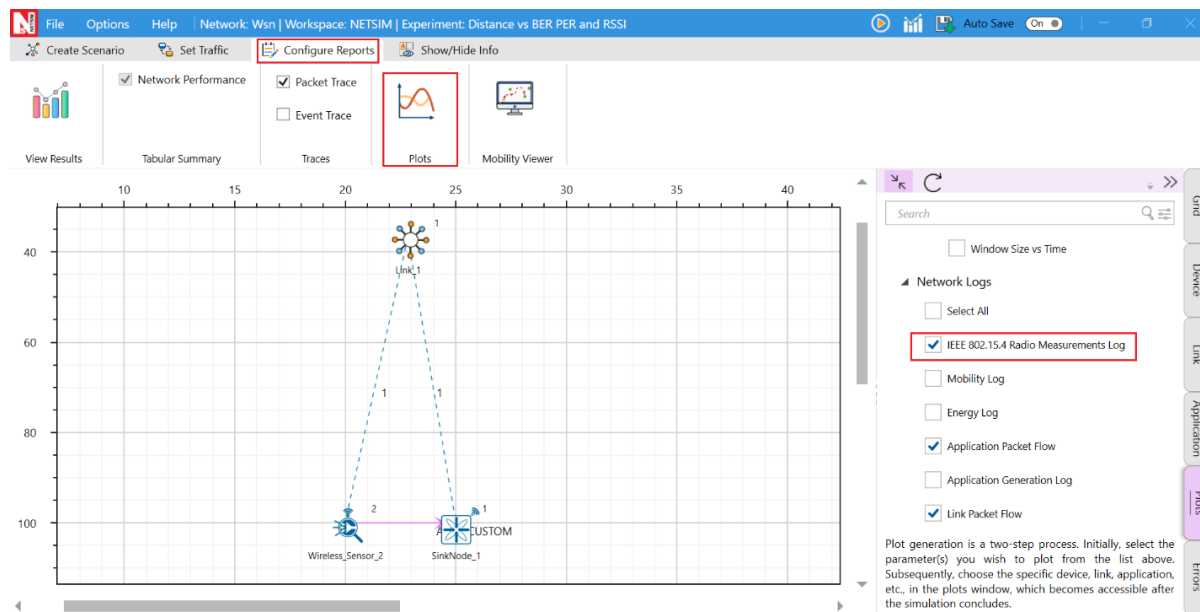 NETSIM
File Options Help Network: Wsn | Workspace: NETSIM | Experiment: Distance vs BER PER and RSSI Auto Save On
Create Scenario Set Traffic Configure Reports Show/Hide Info
Network Performance Packet Trace
Event Trace
View Results Tabular Summary Traces Plots Mobility Viewer
10 15 20 25 30 35 40
40
60
80
100
1
Link_1
1 1
2 1
A CUSTOM
Wireless_Sensor_2 SinkNode_1
Search
Window Size vs Time
Network Logs
Select All
IEEE 802.15.4 Radio Measurements Log
Mobility Log
Energy Log
Application Packet Flow
Application Generation Log
Link Packet Flow
Plot generation is a two-step process. Initially, select the
parameter(s) you wish to plot from the list above.
Subsequently, choose the specific device, link, application,
etc., in the plots window, which becomes accessible after
the simulation concludes.
Grid
Device
Link
Application
Plots
Errors